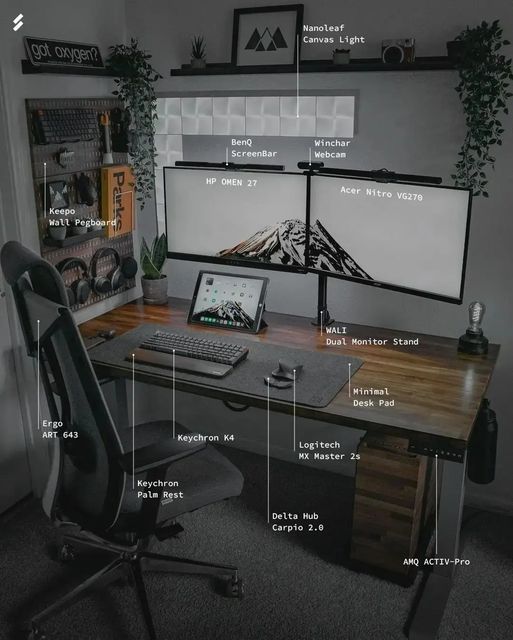 got oxygen?
Nanoleaf
Canvas Light
BenQ
ScreenBar
Winchar
Webcam
HP OMEN 27
Acer Nitro VG270
Parks
Keepo
Wall Pegboard
WALI
Dual Monitor Stand
Minimal
Desk Pad
Ergo
ART 643
Keychron K4
Logitech
MX Master 2s
Keychron
Palm Rest
Delta Hub
Carpio 2.0
AMQ ACTIV-Pro